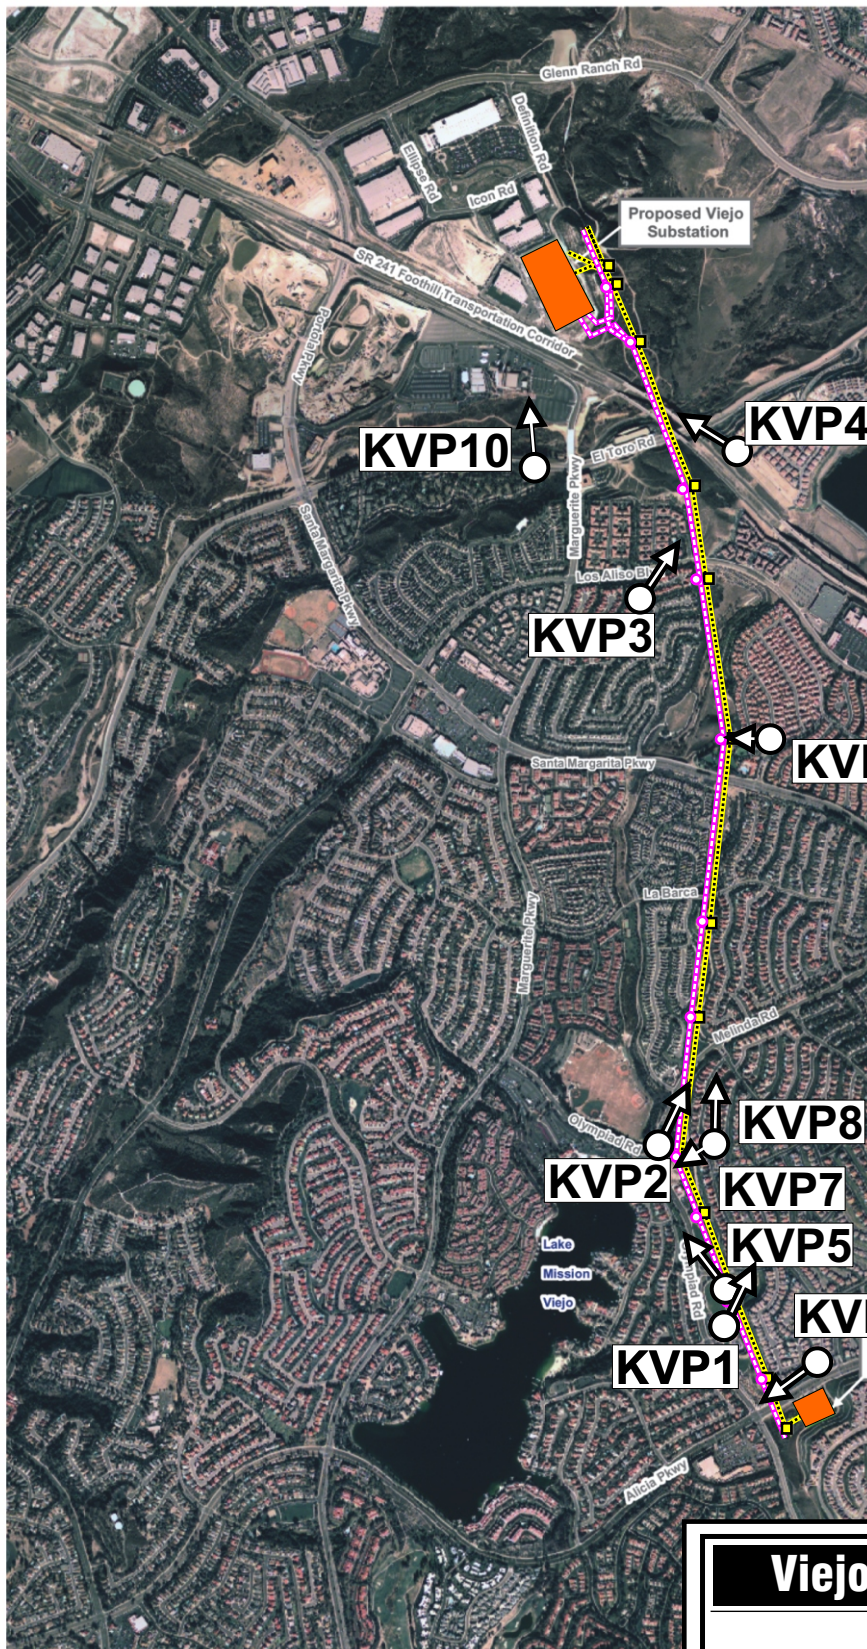 Glenn Ranch Rd
Definition Rd
Ellipse Rd
Icon Rd
Proposed Viejo
Substation
SR 241 Foothill Transportation Corridor
Portola Pkwy
KVP4
KVP10
El Toro Rd
Marguerite Pkwy
Santa Margarita Pkwy
Los Aliso Bl
KVP3
KV
Santa Margarita Pkwy
La Barca
Marguerite Pkwy
Melinda Rd
Olympiad Rd
KVP8
KVP2
KVP7
KVP5
Lake
Mission
Viejo
Olympiad Rd
KV
KVP1
Alicia Pkwy
Viejo